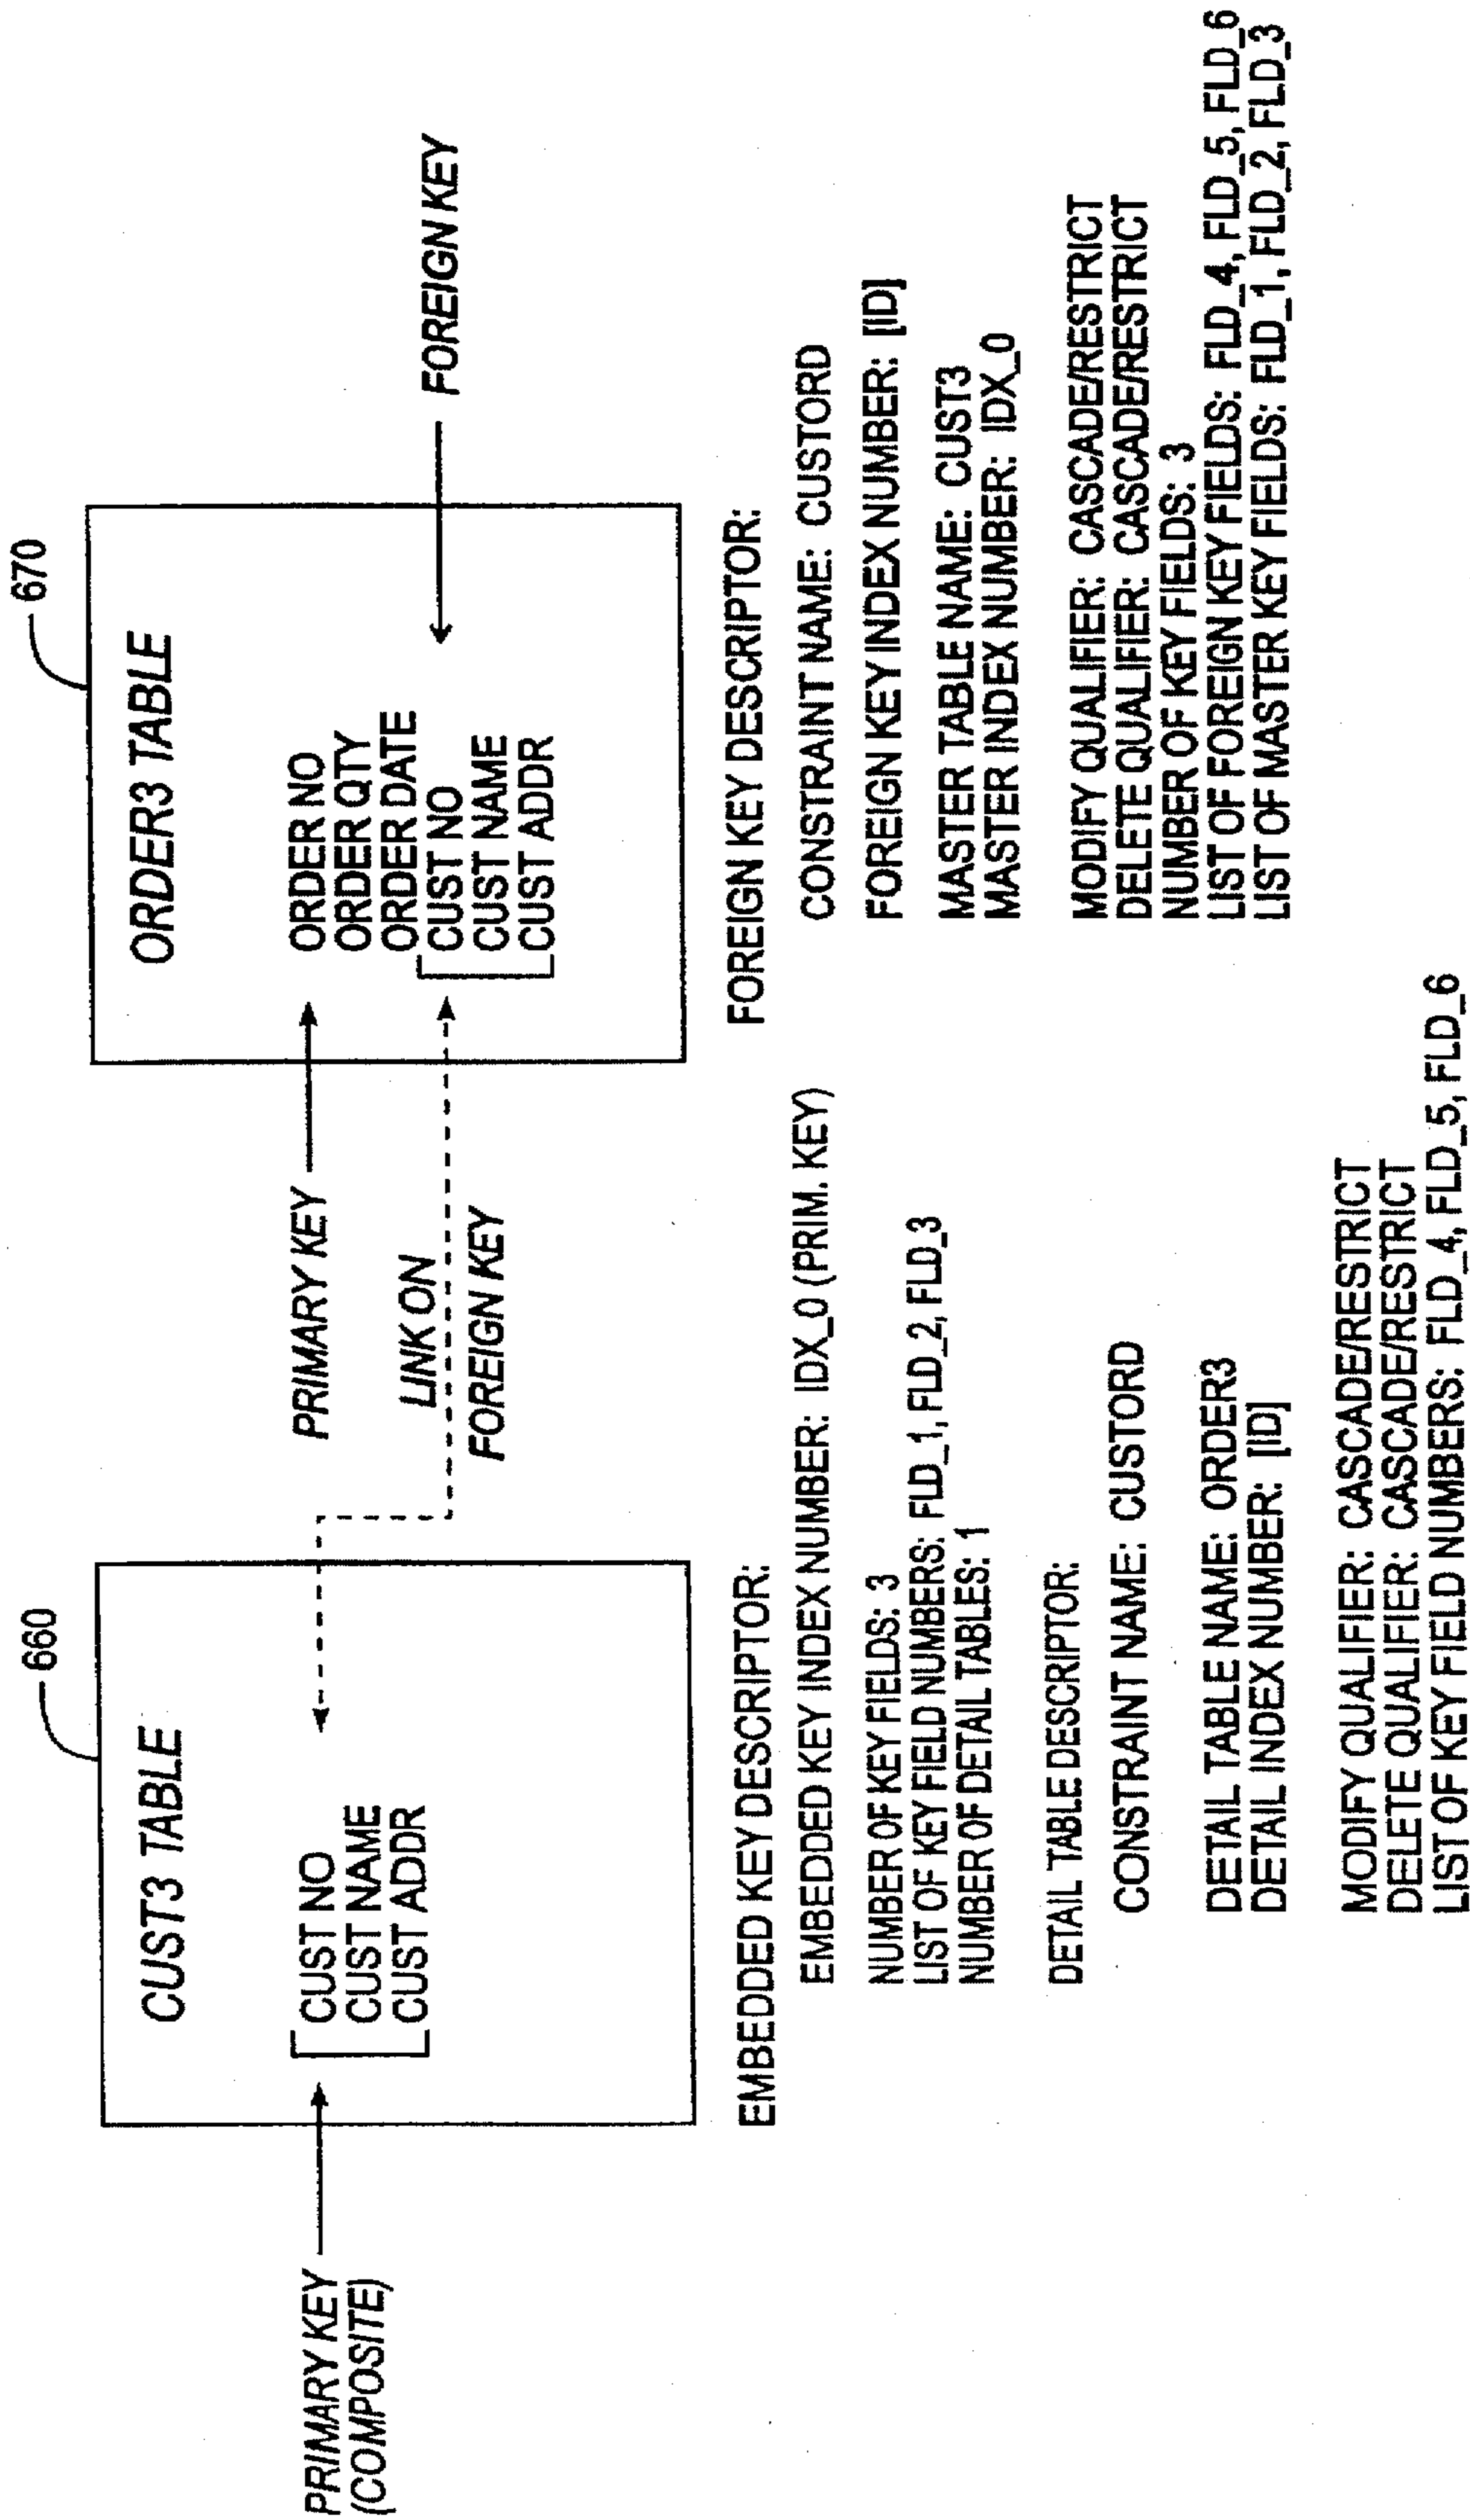 660
CUST3 TABLE
PRIMARY KEY
(COMPOSITE)
CUST NO
CUST NAME
CUST ADDR
670
ORDER3 TABLE
PRIMARY KEY
LINK ON
FOREIGN KEY
ORDER NO
ORDER QTY
ORDER DATE
CUST NO
CUST NAME
CUST ADDR
FOREIGN KEY
EMBEDDED KEY DESCRIPTOR:
EMBEDDED KEY INDEX NUMBER: IDX_0 (PRIM. KEY)
NUMBER OF KEY FIELDS: 3
LIST OF KEY FIELD NUMBERS: FLD_1, FLD_2, FLD_3
NUMBER OF DETAIL TABLES: 1
DETAIL TABLE DESCRIPTOR:
CONSTRAINT NAME: CUSTORD
DETAIL TABLE NAME: ORDER3
DETAIL INDEX NUMBER: [ID]
MODIFY QUALIFIER: CASCADE/RESTRICT
DELETE QUALIFIER: CASCADE/RESTRICT
LIST OF KEY FIELD NUMBERS: FLD_4, FLD_5, FLD_6
FOREIGN KEY DESCRIPTOR:
CONSTRAINT NAME: CUSTORD
FOREIGN KEY INDEX NUMBER: [ID]
MASTER TABLE NAME: CUST3
MASTER INDEX NUMBER: IDX_0
MODIFY QUALIFIER: CASCADE/RESTRICT
DELETE QUALIFIER: CASCADE/RESTRICT
NUMBER OF KEY FIELDS: 3
LIST OF FOREIGN KEY FIELDS: FLD_4, FLD_5, FLD_6
LIST OF MASTER KEY FIELDS: FLD_1, FLD_2, FLD_3